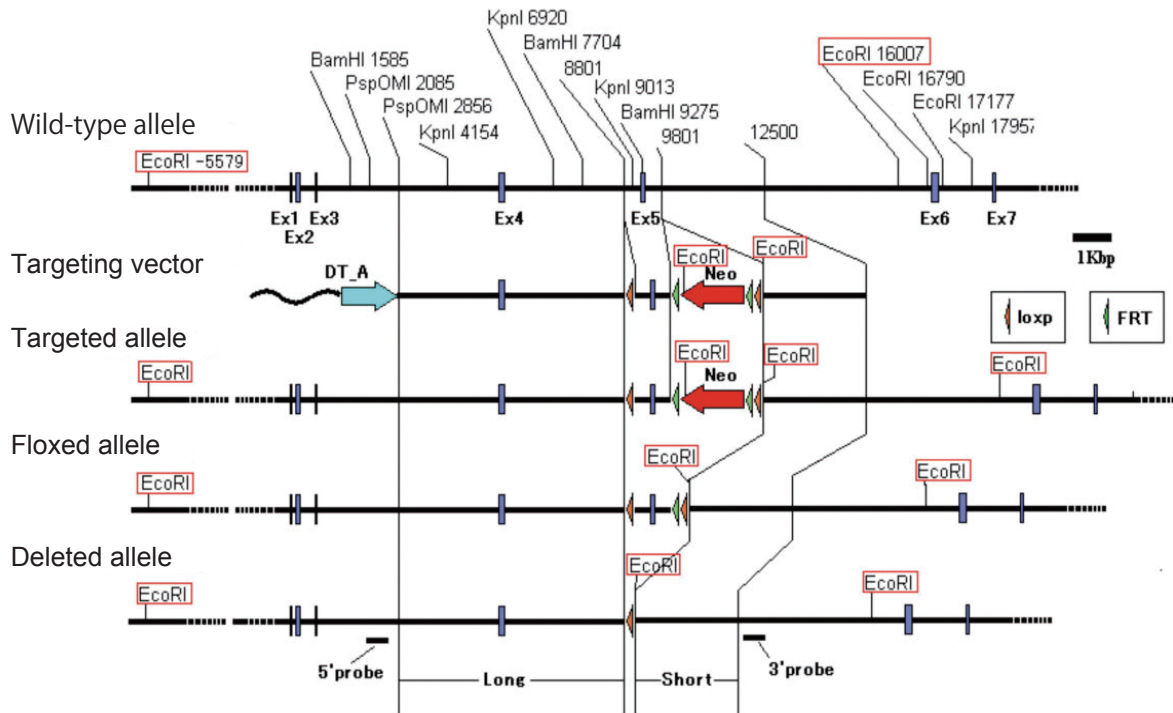 KpnI 6920
BamHI 7704
8801
KpnI 9013
BamHI 9275
9801
12500
EcoRI 16007
EcoRI 16790
EcoRI 17177
KpnI 17957
BamHI 1585
PspOMI 2085
PspOMI 2856
KpnI 4154
Wild-type allele
EcoRI -5579
Ex1
Ex2
Ex3
Ex4
Ex5
Ex6
Ex7
1Kbp
Targeting vector
DT_A
EcoRI
Neo
EcoRI
loxp
FRT
Targeted allele
EcoRI
EcoRI
Neo
EcoRI
EcoRI
Floxed allele
EcoRI
EcoRI
EcoRI
Deleted allele
EcoRI
EcoRI
EcoRI
5'probe
Long
Short
3'probe